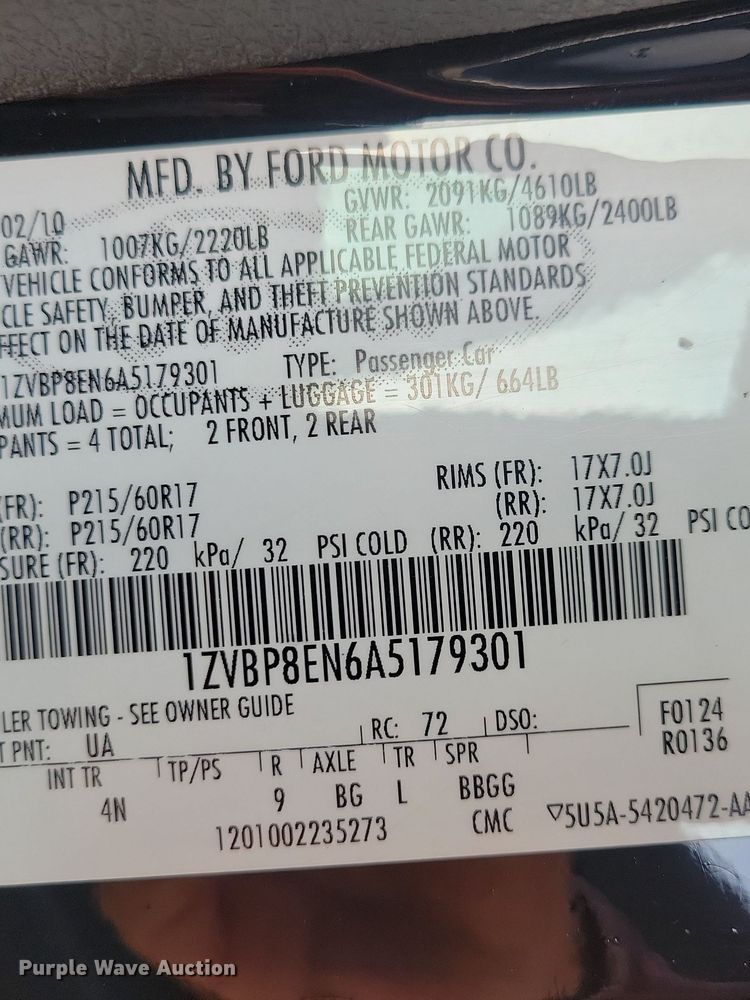 MFD. BY FORD MOTOR CO.
02/10 GVWR: 2091KG/4610LB
GAWR: 1007KG/2220LB REAR GAWR: 1089KG/2400LB
VEHICLE CONFORMS TO ALL APPLICABLE FEDERAL MOTOR
CLE SAFETY, BUMPER, AND THEFT PREVENTION STANDARDS
FFECT ON THE DATE OF MANUFACTURE SHOWN ABOVE.
1ZVBP8EN6A5179301 TYPE: Passenger Car
MUM LOAD = OCCUPANTS + LUGGAGE = 301KG/ 664LB
PANTS = 4 TOTAL; 2 FRONT, 2 REAR
(FR): P215/60R17 RIMS (FR): 17X7.0J
(RR): P215/60R17 (RR): 17X7.0J
SURE (FR): 220 kPa/ 32 PSI COLD (RR): 220 kPa/ 32 PSI CO
1ZVBP8EN6A5179301
LER TOWING - SEE OWNER GUIDE
T PNT: UA RC: 72 DSO: F0124
INT TR TP/PS R AXLE TR SPR R0136
4N 9 BG L BBGG
1201002235273 CMC ▽5U5A-5420472-AA
Purple Wave Auction